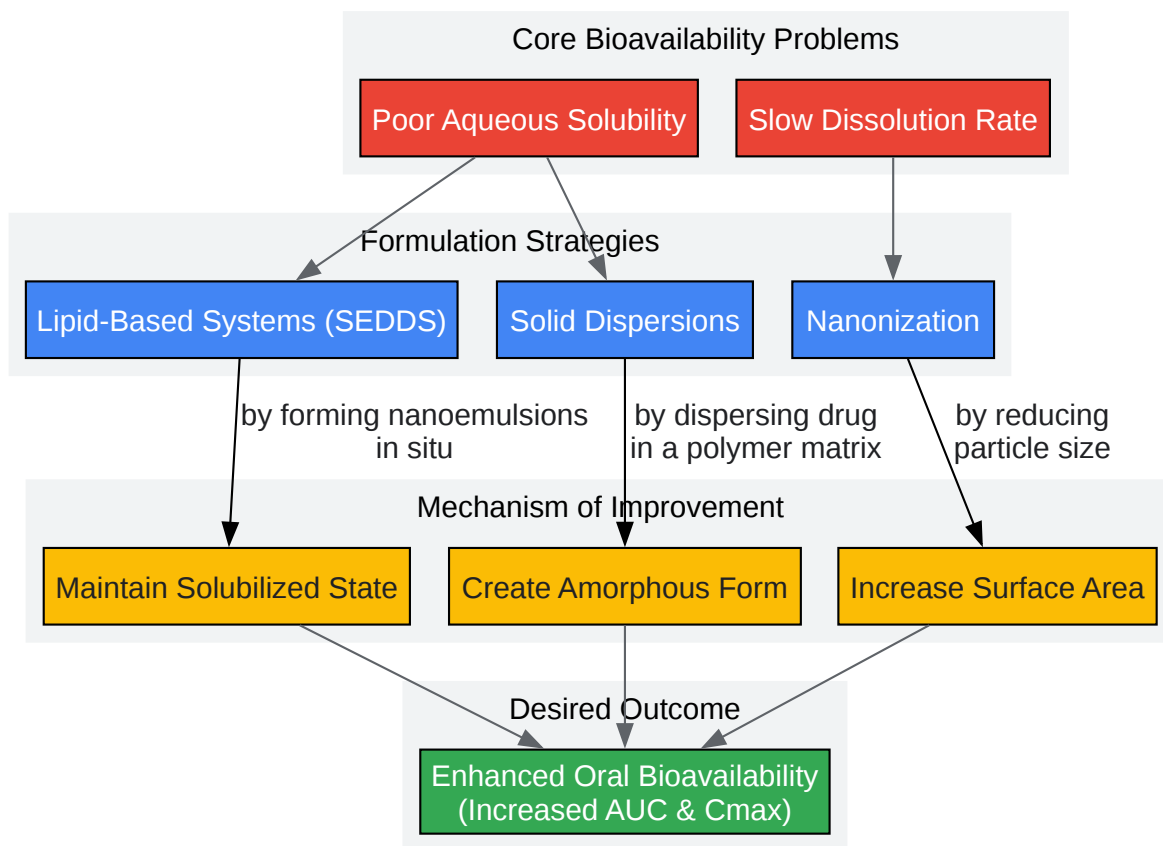 Core Bioavailability Problems
Poor Aqueous Solubility
Slow Dissolution Rate
Formulation Strategies
Lipid-Based Systems (SEDDS)
Solid Dispersions
Nanonization
by forming nanoemulsions
in situ
by dispersing drug
in a polymer matrix
by reducing
particle size
Mechanism of Improvement
Maintain Solubilized State
Create Amorphous Form
Increase Surface Area
Desired Outcome
Enhanced Oral Bioavailability
(Increased AUC & Cmax)